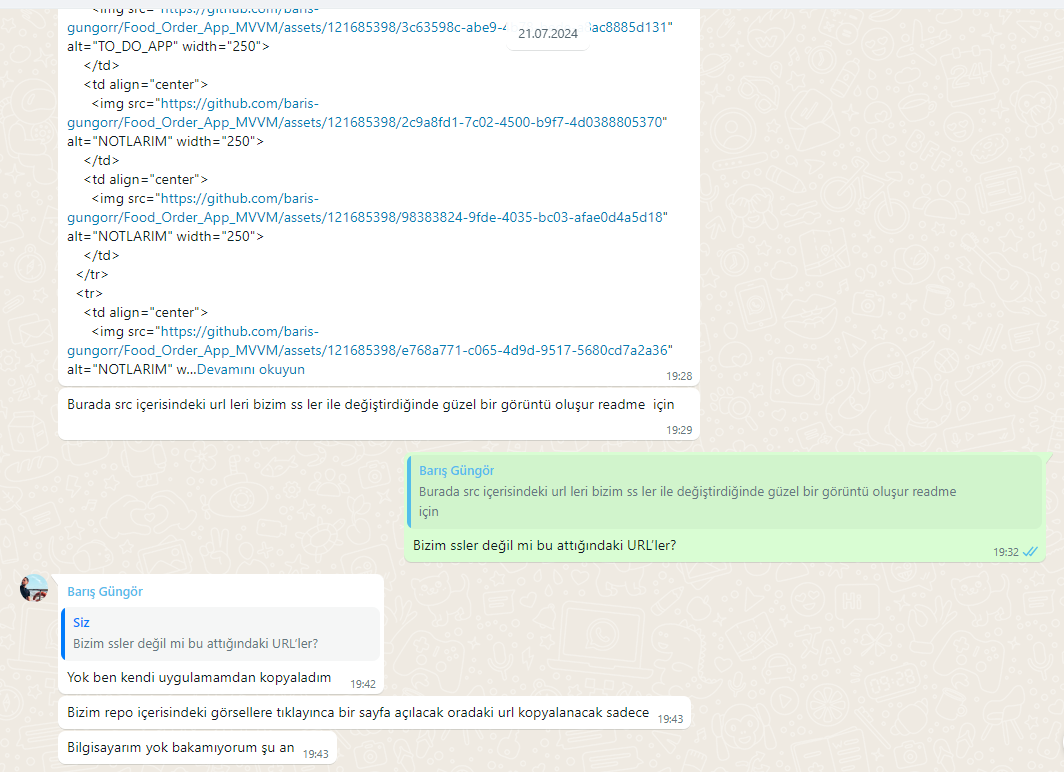 <img src="https://github.com/baris-
gungorr/Food_Order_App_MVVM/assets/121685398/3c63598c-abe9-4 ac8885d131"
21.07.2024
alt="TO_DO_APP" width="250">
</td>
<td align="center">
<img src="https://github.com/baris-
gungorr/Food_Order_App_MVVM/assets/121685398/2c9a8fd1-7c02-4500-b9f7-4d0388805370"
alt="NOTLARIM" width="250">
</td>
<td align="center">
<img src="https://github.com/baris-
gungorr/Food_Order_App_MVVM/assets/121685398/98383824-9fde-4035-bc03-afae0d4a5d18"
alt="NOTLARIM" width="250">
</td>
</tr>
<tr>
<td align="center">
<img src="https://github.com/baris-
gungorr/Food_Order_App_MVVM/assets/121685398/e768a771-c065-4d9d-9517-5680cd7a2a36"
alt="NOTLARIM" w...Devamını okuyun
19:28
Burada src içerisindeki url leri bizim ss ler ile değiştirdiğinde güzel bir görüntü oluşur readme için
19:29
Barış Güngör
Burada src içerisindeki url leri bizim ss ler ile değiştirdiğinde güzel bir görüntü oluşur readme
için
Bizim ssler değil mi bu attığındaki URL'ler?
19:32
Barış Güngör
Siz
Bizim ssler değil mi bu attığındaki URL'ler?
Yok ben kendi uygulamamdan kopyaladım
19:42
Bizim repo içerisindeki görsellere tıklayınca bir sayfa açılacak oradaki url kopyalanacak sadece
19:43
Bilgisayarım yok bakamıyorum şu an
19:43